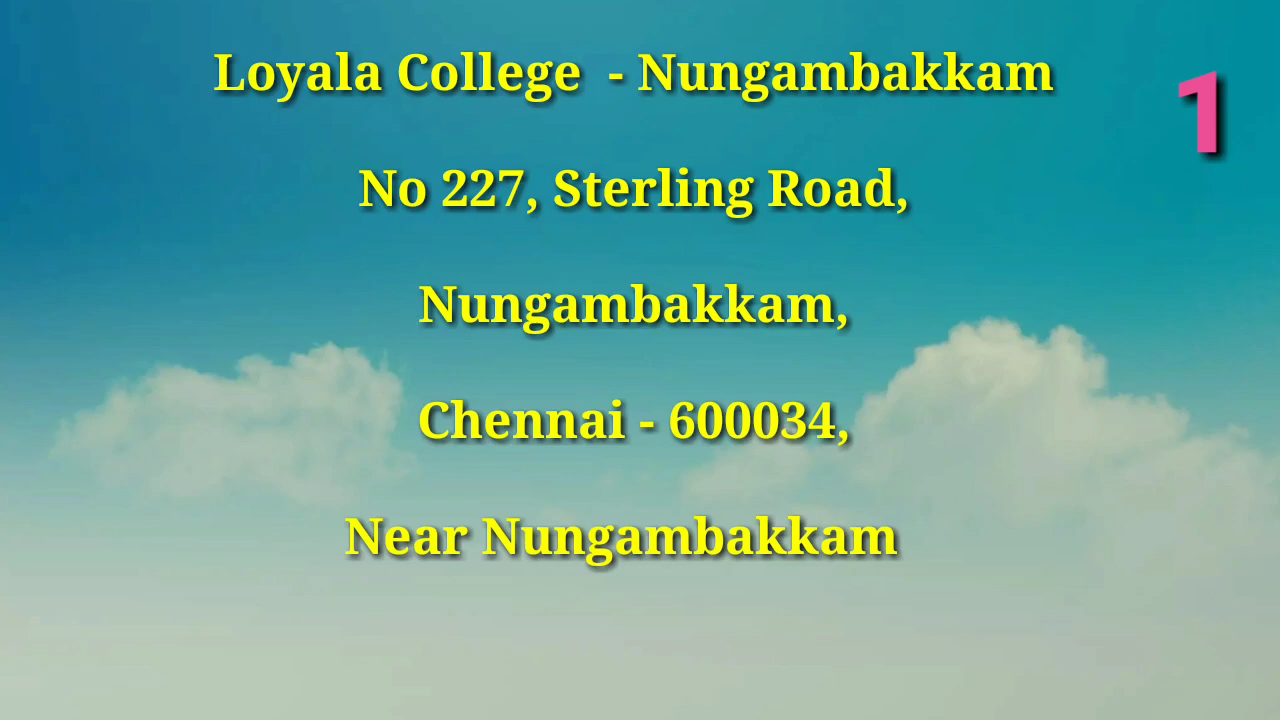 Loyala College  - Nungambakkam
1
No 227, Sterling Road,
Nungambakkam,
Chennai - 600034,
Near Nungambakkam